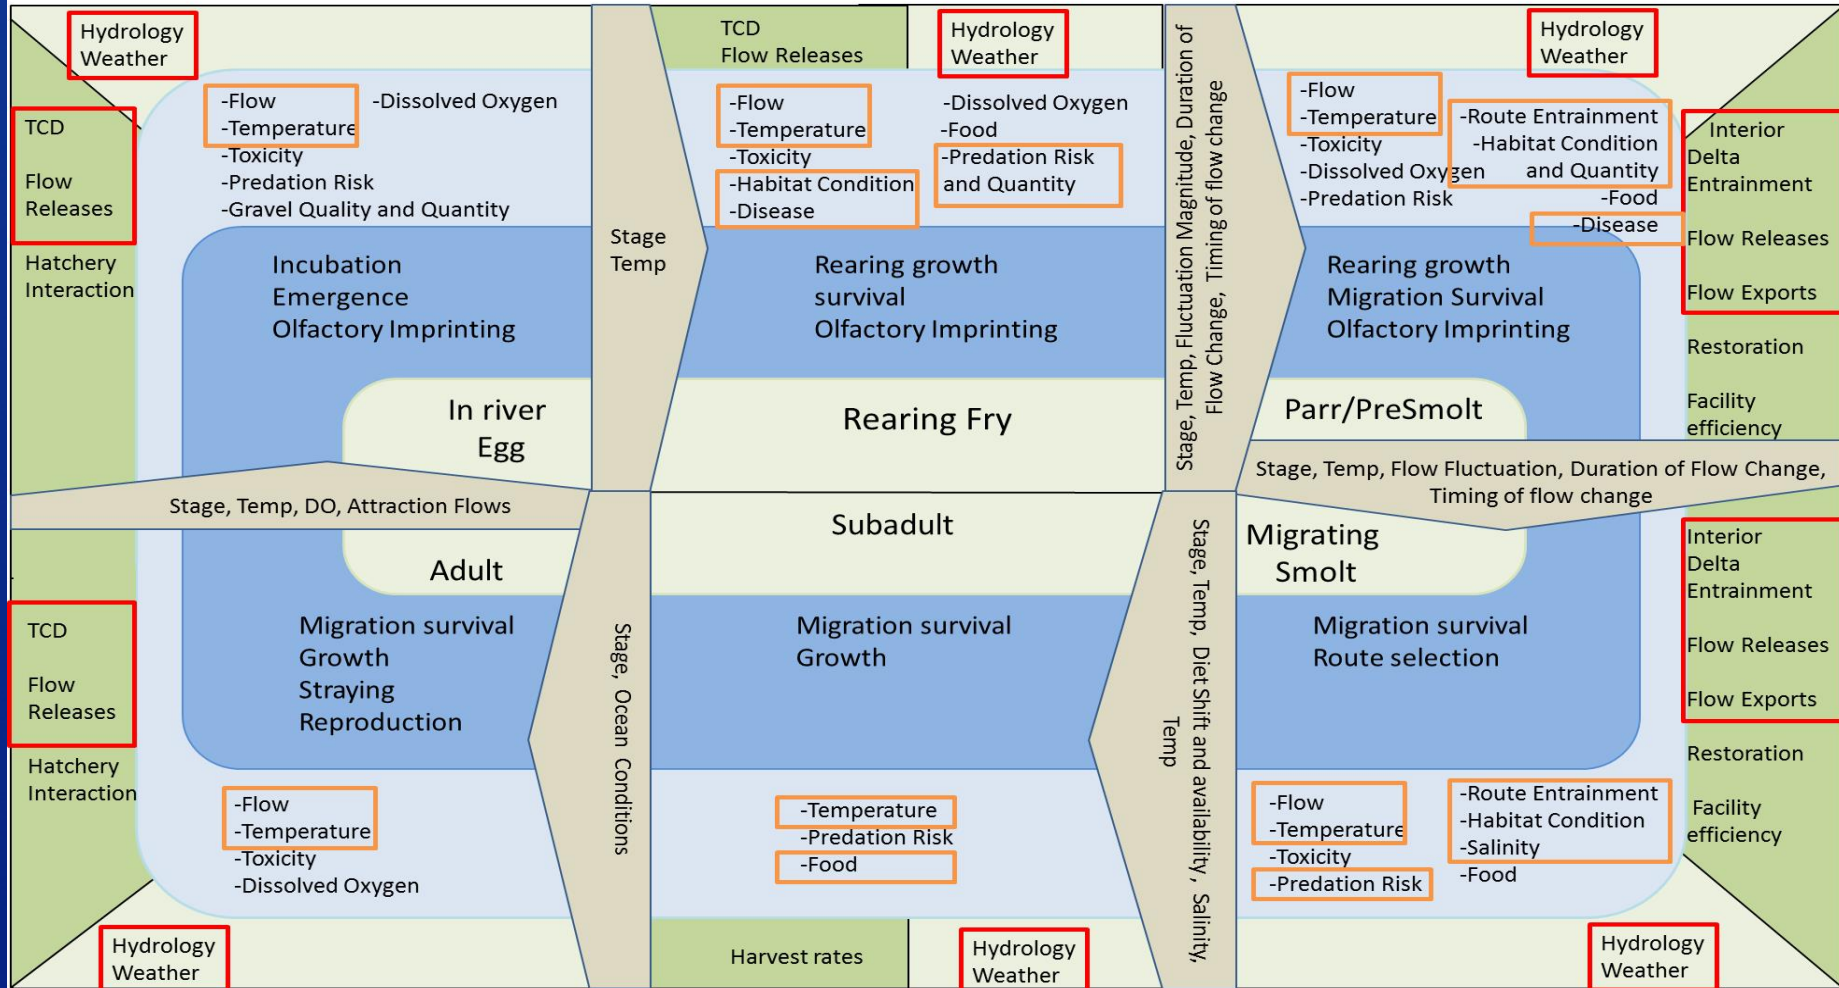 Hydrology
Weather
TCD
Flow Releases
Hydrology
Weather
Hydrology
Weather
TCD
Flow
Releases
Hatchery
Interaction
-Flow
-Temperature
-Toxicity
-Predation Risk
-Gravel Quality and Quantity
-Dissolved Oxygen
Incubation
Emergence
Olfactory Imprinting
In river
Egg
Stage
Temp
-Flow
-Temperature
-Toxicity
-Habitat Condition
-Disease
-Dissolved Oxygen
-Food
-Predation Risk
and Quantity
Rearing growth
survival
Olfactory Imprinting
Rearing Fry
Stage, Temp, Fluctuation Magnitude, Duration of
Flow Change, Timing of flow change
-Flow
-Temperature
-Toxicity
-Dissolved Oxygen
-Predation Risk
-Route Entrainment
-Habitat Condition
and Quantity
-Food
-Disease
Rearing growth
Migration Survival
Olfactory Imprinting
Parr/PreSmolt
Interior
Delta
Entrainment
Flow Releases
Flow Exports
Restoration
Facility
efficiency
Stage, Temp, Flow Fluctuation, Duration of Flow Change,
Timing of flow change
Stage, Temp, DO, Attraction Flows
Adult
Migration survival
Growth
Straying
Reproduction
TCD
Flow
Releases
Hatchery
Interaction
-Flow
-Temperature
-Toxicity
-Dissolved Oxygen
Stage, Ocean Conditions
Subadult
Migration survival
Growth
-Temperature
-Predation Risk
-Food
Stage, Temp, Diet Shift and availability , Salinity,
Temp
Migrating
Smolt
Migration survival
Route selection
-Flow
-Temperature
-Toxicity
-Predation Risk
-Route Entrainment
-Habitat Condition
-Salinity
-Food
Interior
Delta
Entrainment
Flow Releases
Flow Exports
Restoration
Facility
efficiency
Hydrology
Weather
Harvest rates
Hydrology
Weather
Hydrology
Weather